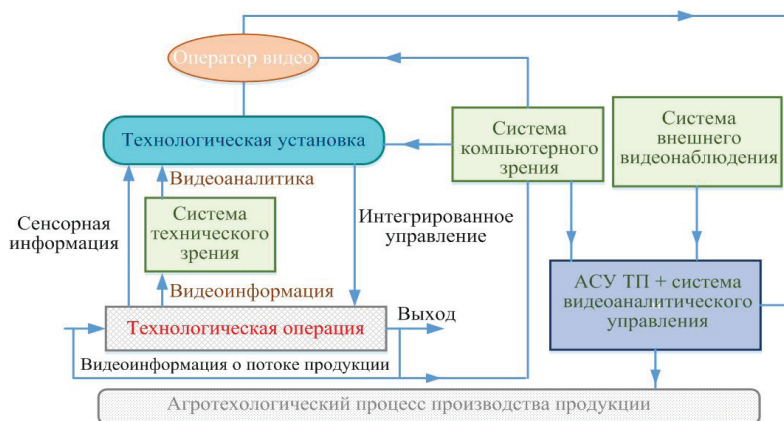 Оператор видео
Технологическая установка
Система
компьютерного
зрения
Система
внешнего
видеонаблюдения
Видеоаналитика
Сенсорная
информация
Система
технического
зрения
Интегрированное
управление
АСУ ТП + система
видеоаналитического
управления
Видеоинформация
Технологическая операция
Выход
Видеоинформация о потоке продукции
Агротехологический процесс производства продукции